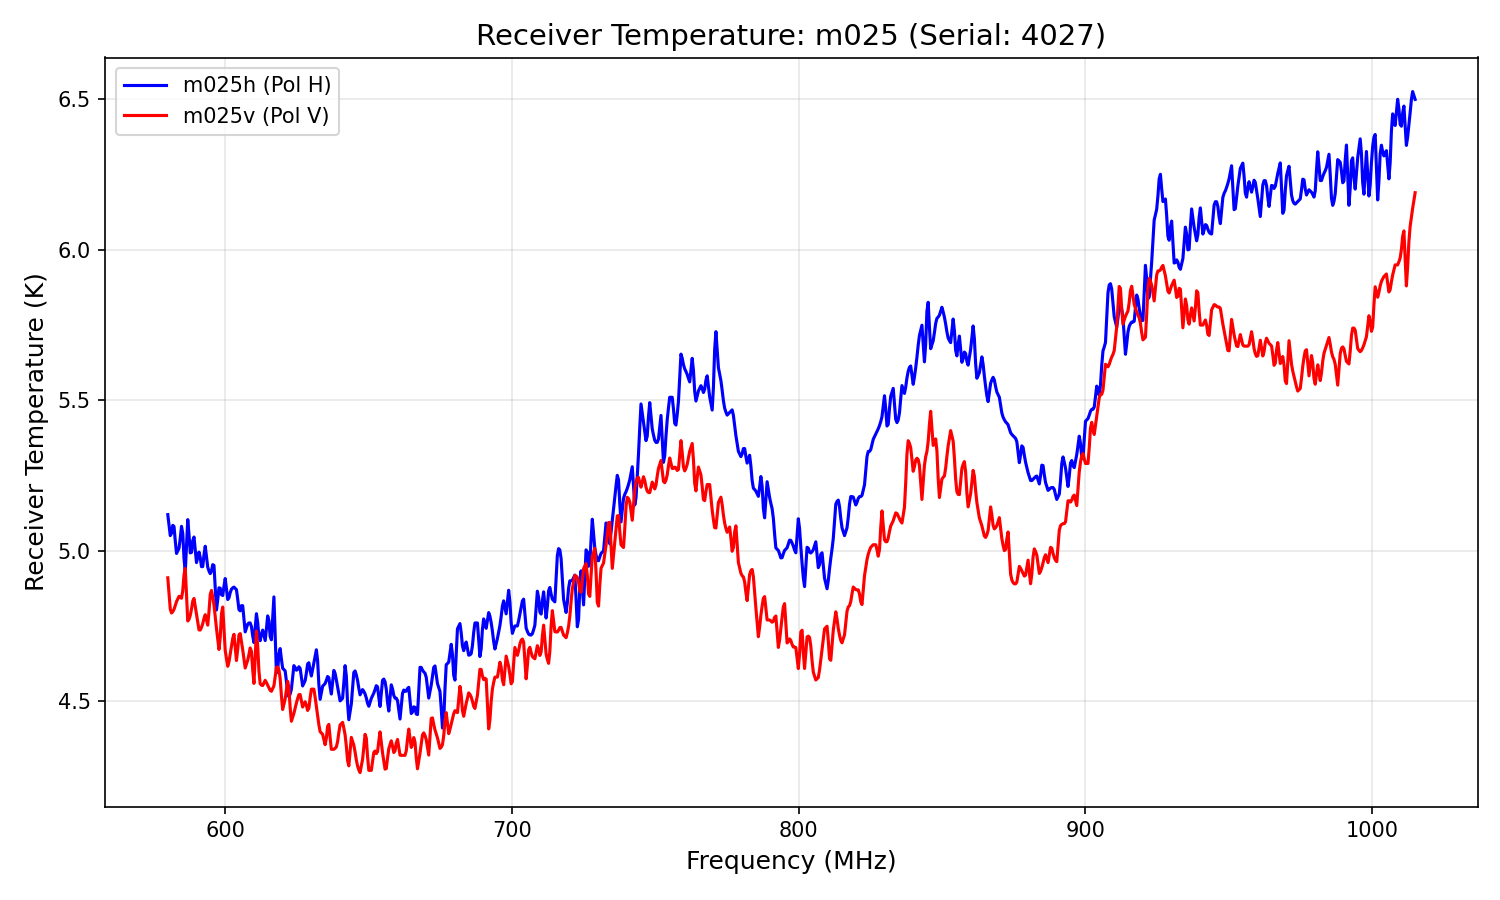 Receiver Temperature: m025 (Serial: 4027)
m025h (Pol H)
m025v (Pol V)
Receiver Temperature (K)
6.5
6.0
5.5
5.0
4.5
600
700
800
900
1000
Frequency (MHz)